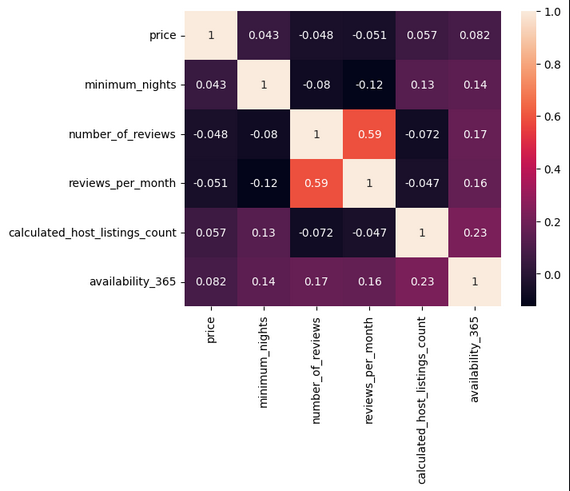 1.0
price 1 0.043 -0.048 -0.051 0.057 0.082
0.8
minimum_nights 0.043 1 -0.08 -0.12 0.13 0.14
number_of_reviews -0.048 -0.08 1 0.59 -0.072 0.17
0.6
reviews_per_month -0.051 -0.12 0.59 1 -0.047 0.16
0.4
calculated_host_listings_count 0.057 0.13 -0.072 -0.047 1 0.23
0.2
availability_365 0.082 0.14 0.17 0.16 0.23 1
0.0
price
minimum_nights
number_of_reviews
reviews_per_month
calculated_host_listings_count
availability_365